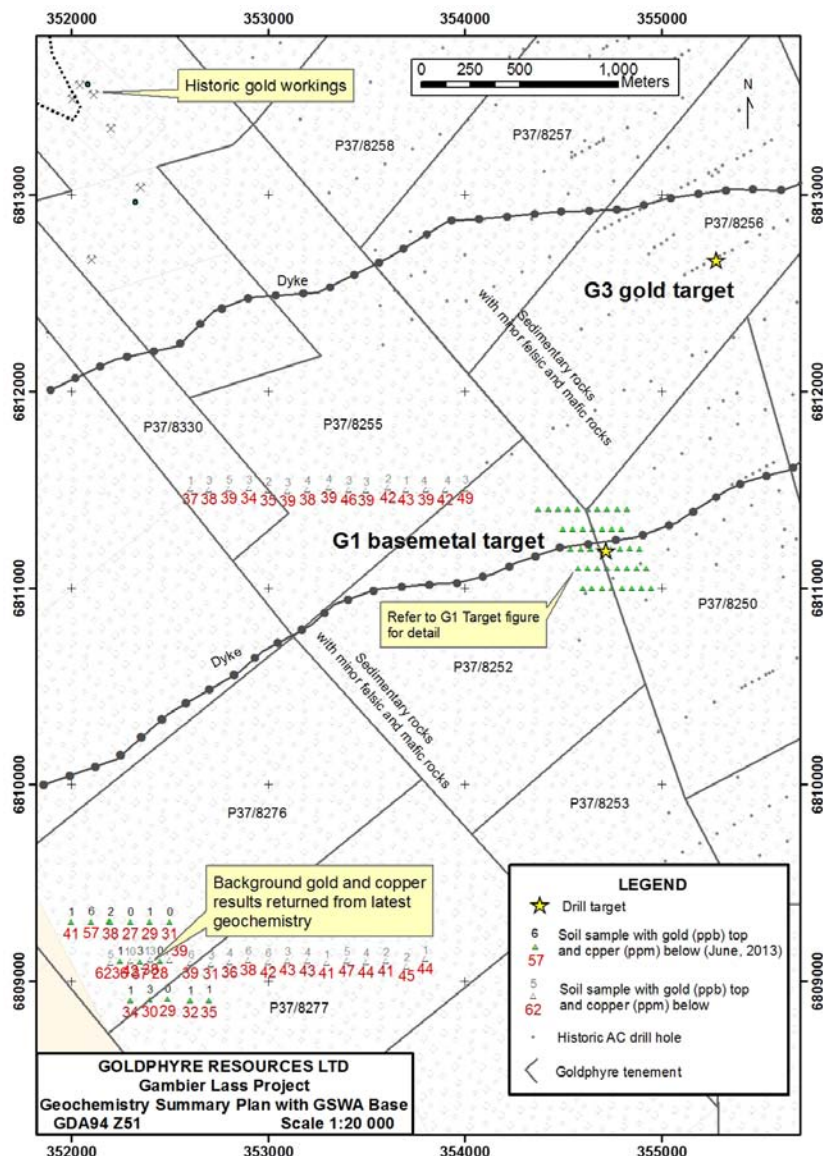 352000 353000 354000 355000
Historic gold workings
0 250 500 1,000
Meters
N
P37/8257
P37/8258
6813000
6813000
P37/8256
Dyke
G3 gold target
Sedimentary rocks
with minor felsic and mafic rocks
6812000
6812000
P37/8255
P37/8330
1 3 5 3 2 3 4 4 3 3 4 1 4 4 3
37 38 39 34 35 39 38 39 46 39 42 43 39 42 49
G1 basemetal target
6811000
6811000
Refer to G1 Target figure
for detail
P37/8250
Dyke
P37/8252
Sedimentary rocks
with minor felsic and mafic rocks
6810000
6810000
P37/8276
P37/8253
Background gold and copper
results returned from latest
geochemistry
1 6 2 0 1 0
41 57 38 27 29 31
39
62 39 31 36 38 42 43 43 41 47 44 41 45 44
6809000
6809000
1 3 0 1 2
34 30 29 32 35
P37/8277
LEGEND
Drill target
6
57
Soil sample with gold (ppb) top
and cpper (ppm) below (June, 2013)
5
62
Soil sample with gold (ppb) top
and copper (ppm) below
Historic AC drill hole
Goldphyre tenement
GOLDPHYRE RESOURCES LTD
Gambier Lass Project
Geochemistry Summary Plan with GSWA Base
GDA94 Z51 Scale 1:20 000
352000 353000 354000 355000